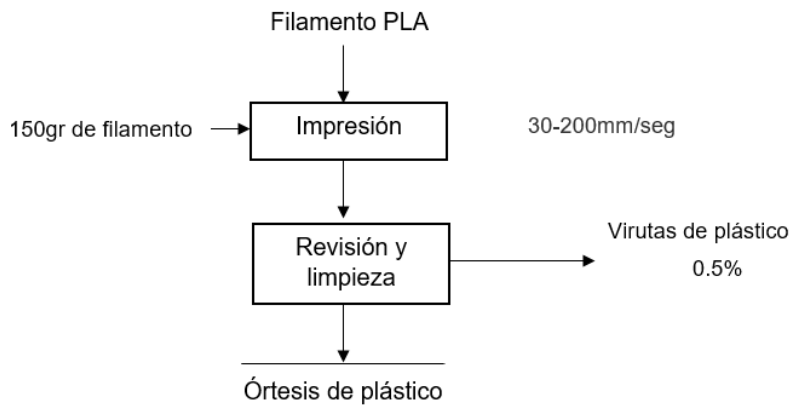 Filamento PLA
150gr de filamento
Impresión
30-200mm/seg
Revisión y
limpieza
Virutas de plástico
0.5%
Órtesis de plástico